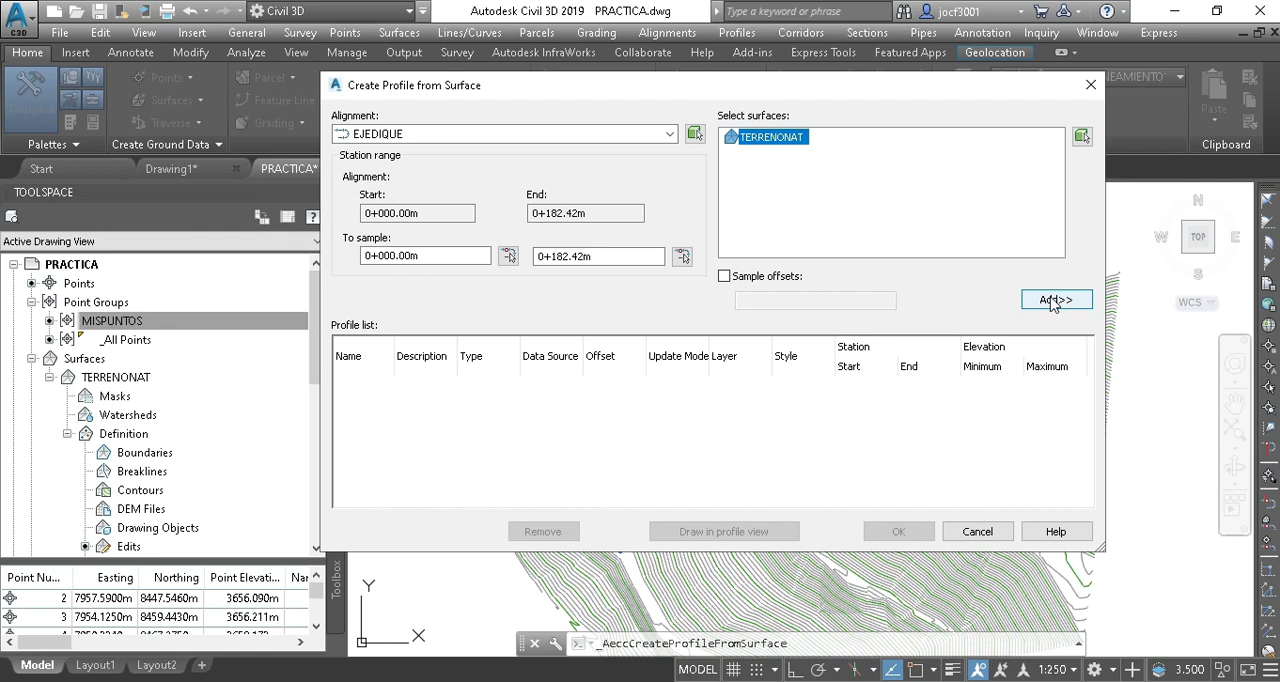 Civil 3D
Autodesk Civil 3D 2019 PRACTICA.dwg
Type a keyword or phrase
jocf3001
C3D
File Edit View Insert General Survey Points Surfaces Lines/Curves Parcels Grading Alignments Profiles Corridors Sections Pipes Annotation Inquiry Window Express
Home Insert Annotate Modify Analyze View Manage Output Survey Autodesk InfraWorks Collaborate Help Add-ins Express Tools Featured Apps Geolocation
Toolspace
Points
Surfaces
Traverse
Parcel
Feature Line
Grading
Paste
Palettes
Create Ground Data
Clipboard
Start
Drawing1*
PRACTICA*
TOOLSPACE
Active Drawing View
PRACTICA
Points
Point Groups
MISPUNTOS
_All Points
Surfaces
TERRENONAT
Masks
Watersheds
Definition
Boundaries
Breaklines
Contours
DEM Files
Drawing Objects
Edits
Point Nu... Easting Northing Point Elevati... Nar
2 7957.5900m 8447.5460m 3656.090m
3 7954.1250m 8459.4430m 3656.211m
Toolbox
Create Profile from Surface
Alignment:
EJEDIQUE
Station range
Alignment:
Start:
End:
0+000.00m
0+182.42m
To sample:
0+000.00m
0+182.42m
Select surfaces:
TERRENONAT
Sample offsets:
Add>>
Profile list:
Name Description Type Data Source Offset Update Mode Layer Style
Station
Start End
Elevation
Minimum Maximum
Remove
Draw in profile view
OK
Cancel
Help
N
W
TOP
E
S
WCS
Y
X
_AeccCreateProfileFromSurface
Model Layout1 Layout2 +
MODEL
1:250
3.500